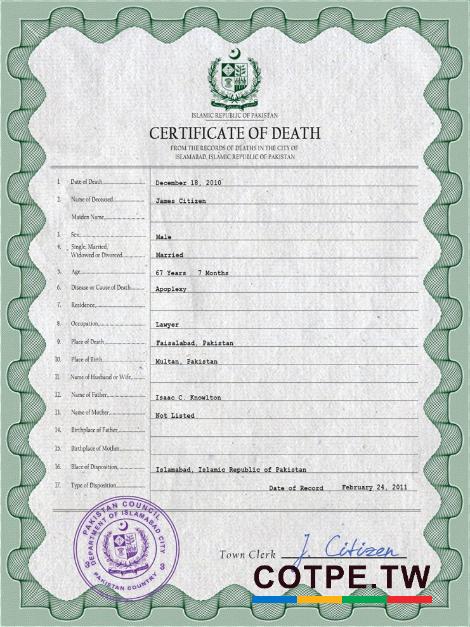 ISLAMIC REPUBLIC OF PAKISTAN
CERTIFICATE OF DEATH
FROM THE RECORDS OF DEATHS IN THE CITY OF
ISLAMABAD, ISLAMIC REPUBLIC OF PAKISTAN
1. Date of Death December 18, 2010
2. Name of Deceased James Citizen
Maiden Name
3. Sex Male
4. Single, Married,
Widowed or Divorced Married
5. Age 67 Years 7 Months
6. Disease or Cause of Death Apoplexy
7. Residence
8. Occupation Lawyer
9. Place of Death Faisalabad, Pakistan
10. Place of Birth Multan, Pakistan
11. Name of Husband or Wife
12. Name of Father Isaac C. Knowlton
13. Name of Mother Not Listed
14. Birthplace of Father
15. Birthplace of Mother
16. Place of Disposition Islamabad, Islamic Republic of Pakistan
17. Type of Disposition
Date of Record February 24, 2011
PAKISTAN COUNCIL
DEPARTMENT OF ISLAMABAD CITY
PAKISTAN COUNTRY
Town Clerk J. Citizen
COTPE.TW